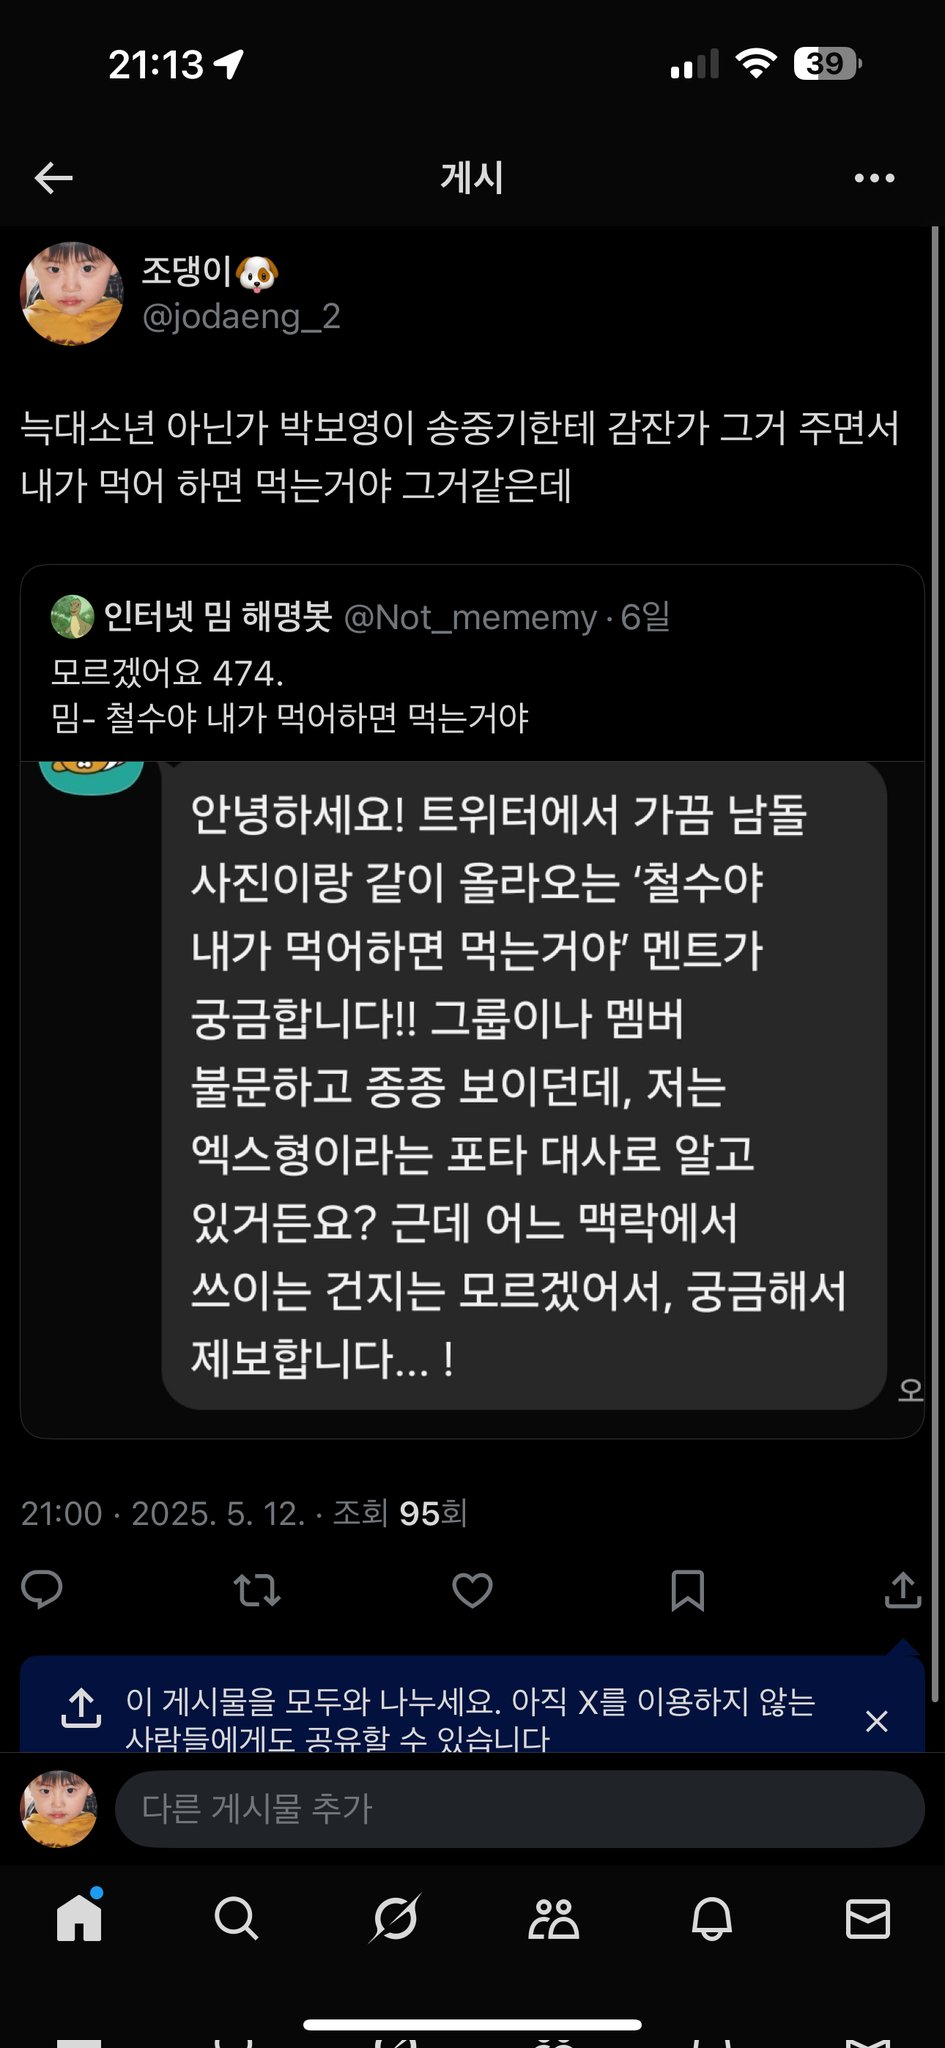 21:13
39
게시
조댕이🐶
@jodaeng_2
늑대소년 아닌가 박보영이 송중기한테 감잔가 그거 주면서
내가 먹어 하면 먹는거야 그거같은데
인터넷 밈 해명봇 @Not_mememy · 6일
모르겠어요 474.
밈- 철수야 내가 먹어하면 먹는거야
안녕하세요! 트위터에서 가끔 남돌
사진이랑 같이 올라오는 ‘철수야
내가 먹어하면 먹는거야’ 멘트가
궁금합니다!! 그룹이나 멤버
불문하고 종종 보이던데, 저는
엑스형이라는 포타 대사로 알고
있거든요? 근데 어느 맥락에서
쓰이는 건지는 모르겠어서, 궁금해서
제보합니다... !
오
21:00 · 2025. 5. 12. · 조회 95회
이 게시물을 모두와 나누세요. 아직 X를 이용하지 않는
사람들에게도 공유할 수 있습니다
다른 게시물 추가